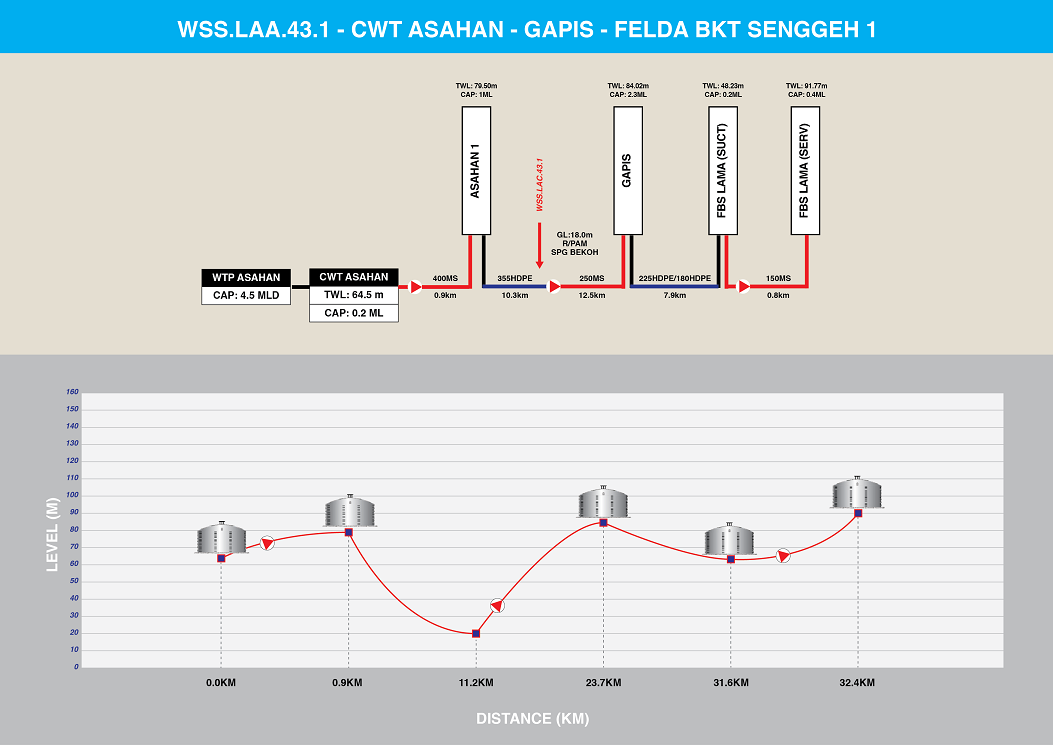 WSS.LAA.43.1 - CWT ASAHAN - GAPIS - FELDA BKT SENGGEH 1
TWL: 79.50m
CAP: 1ML
TWL: 84.02m
CAP: 2.3ML
TWL: 48.23m
CAP: 0.2ML
TWL: 91.77m
CAP: 0.4ML
ASAHAN 1
WSS.LAC.43.1
GAPIS
FBS LAMA (SUCT)
FBS LAMA (SERV)
GL:18.0m
R/PAM
SPG BEKOH
WTP ASAHAN
CAP: 4.5 MLD
CWT ASAHAN
TWL: 64.5 m
CAP: 0.2 ML
400MS
0.9km
355HDPE
10.3km
250MS
12.5km
225HDPE/180HDPE
7.9km
150MS
0.8km
LEVEL (M)
160
150
140
130
120
110
100
90
80
70
60
50
40
30
20
10
0
0.0KM
0.9KM
11.2KM
23.7KM
31.6KM
32.4KM
DISTANCE (KM)